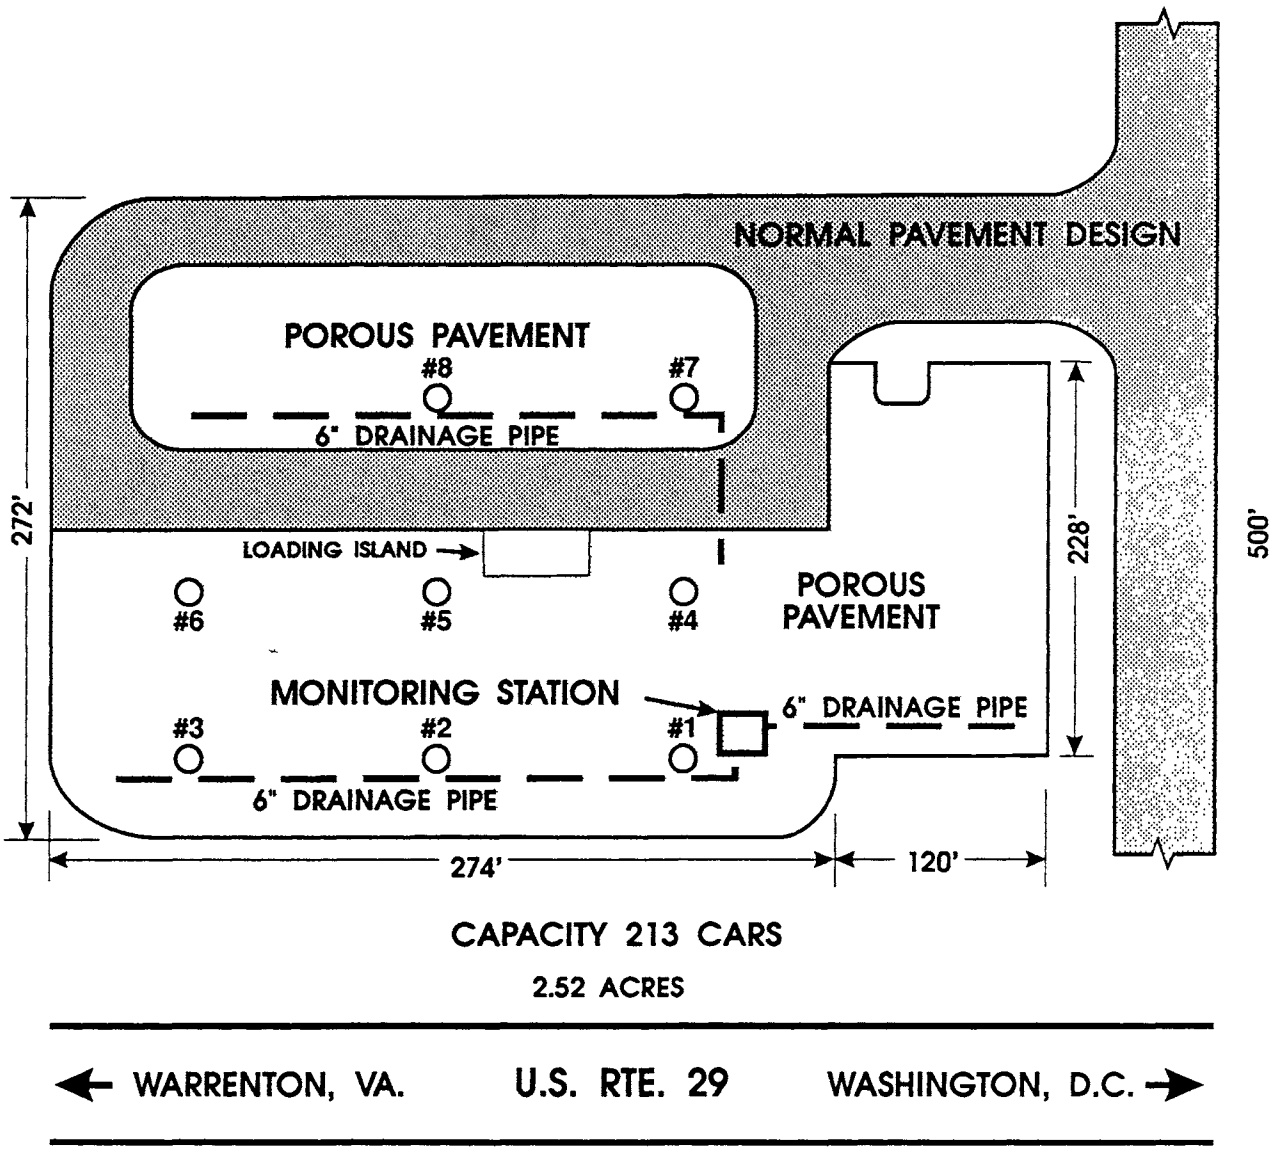 NORMAL PAVEMENT DESIGN
POROUS PAVEMENT
#8
#7
6" DRAINAGE PIPE
272'
LOADING ISLAND
228'
500'
POROUS
PAVEMENT
#6
#5
#4
MONITORING STATION
6" DRAINAGE PIPE
#3
#2
#1
6" DRAINAGE PIPE
274'
120'
CAPACITY 213 CARS
2.52 ACRES
WARRENTON, VA.
U.S. RTE. 29
WASHINGTON, D.C.